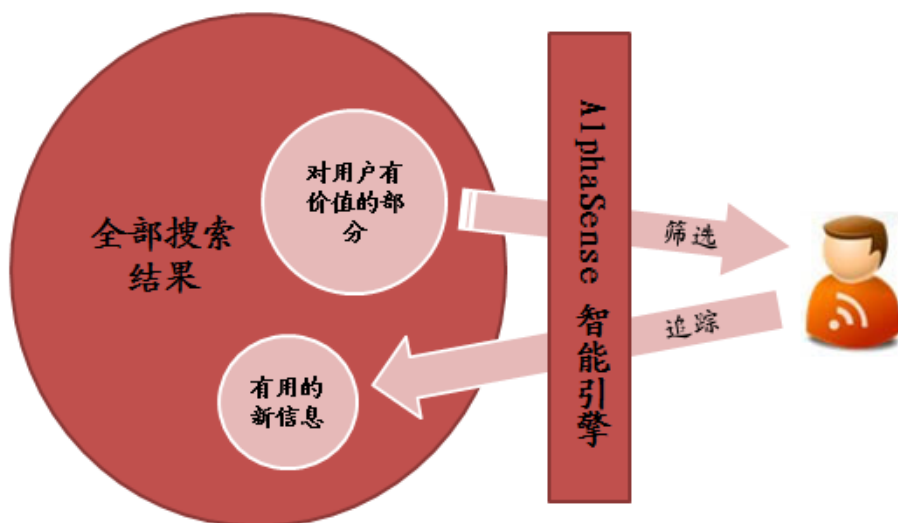 对用户有
价值的部
分
全部搜索
结果
有用的
新信息
AlphaSense 智能引擎
筛选
追踪